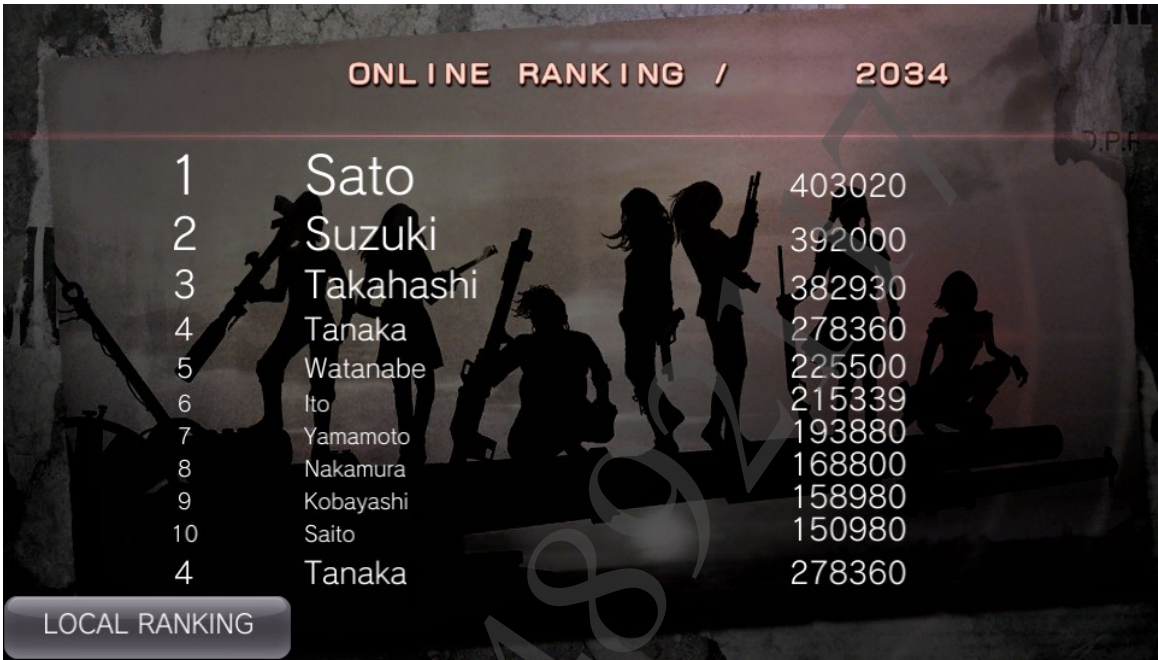 ONLINE RANKING / 2034
D.P.R
1 Sato 403020
2 Suzuki 392000
3 Takahashi 382930
4 Tanaka 278360
5 Watanabe 225500
6 Ito 215339
7 Yamamoto 193880
8 Nakamura 168800
9 Kobayashi 158980
10 Saito 150980
4 Tanaka 278360
LOCAL RANKING